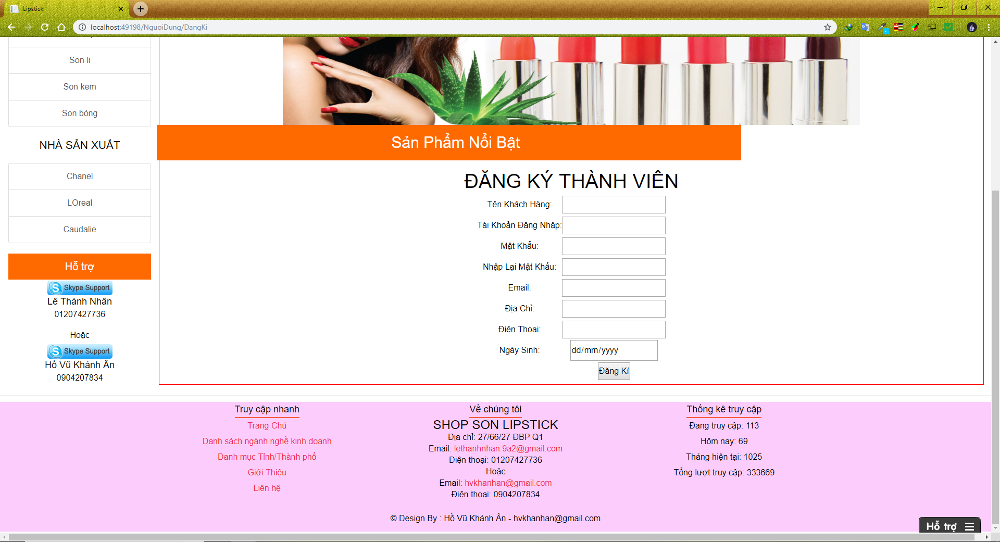 Lipstick
localhost:49198/NguoiDung/DangKi
Son lì
Son kem
Son bóng
NHÀ SẢN XUẤT
Chanel
LOreal
Caudalie
Hỗ trợ
Skype Support
Lê Thành Nhân
01207427736
Hoặc
Skype Support
Hồ Vũ Khánh Ân
0904207834
Sản Phẩm Nổi Bật
ĐĂNG KÝ THÀNH VIÊN
Tên Khách Hàng:
Tài Khoản Đăng Nhập:
Mật Khẩu:
Nhập Lại Mật Khẩu:
Email:
Địa Chỉ:
Điện Thoại:
Ngày Sinh: dd/mm/yyyy
Đăng Kí
Truy cập nhanh
Trang Chủ
Danh sách ngành nghề kinh doanh
Danh mục Tỉnh/Thành phố
Giới Thiệu
Liên hệ
Về chúng tôi
SHOP SON LIPSTICK
Địa chỉ: 27/66/27 ĐBP Q1
Email: lethanhnhan.9a2@gmail.com
Điện thoại: 01207427736
Hoặc
Email: hvkhanhan@gmail.com
Điện thoại: 0904207834
Thống kê truy cập
Đang truy cập: 113
Hôm nay: 69
Tháng hiện tại: 1025
Tổng lượt truy cập: 333669
© Design By : Hồ Vũ Khánh Ân - hvkhanhan@gmail.com
Hỗ trợ